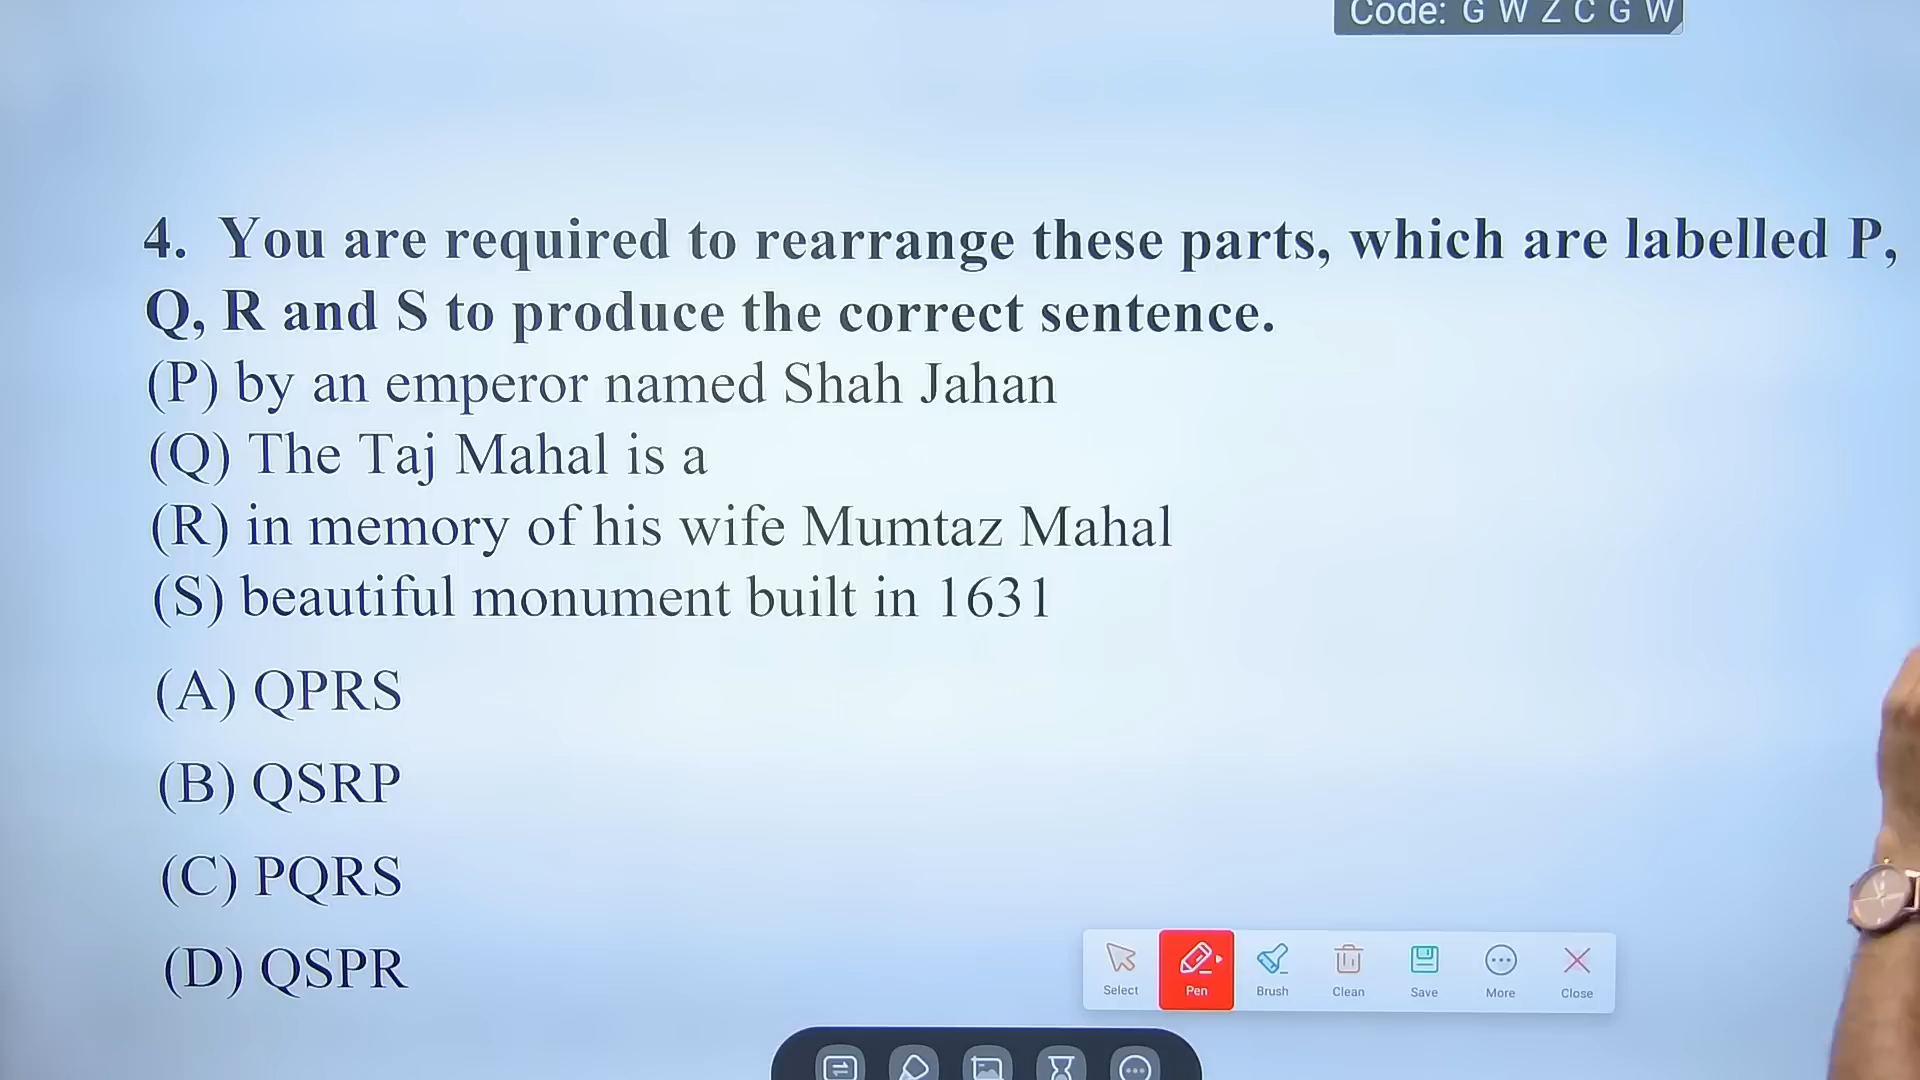 Code: G W Z C G W
4. You are required to rearrange these parts, which are labelled P,
Q, R and S to produce the correct sentence.
(P) by an emperor named Shah Jahan
(Q) The Taj Mahal is a
(R) in memory of his wife Mumtaz Mahal
(S) beautiful monument built in 1631
(A) QPRS
(B) QSRP
(C) PQRS
(D) QSPR
Select Pen Brush Clean Save More Close